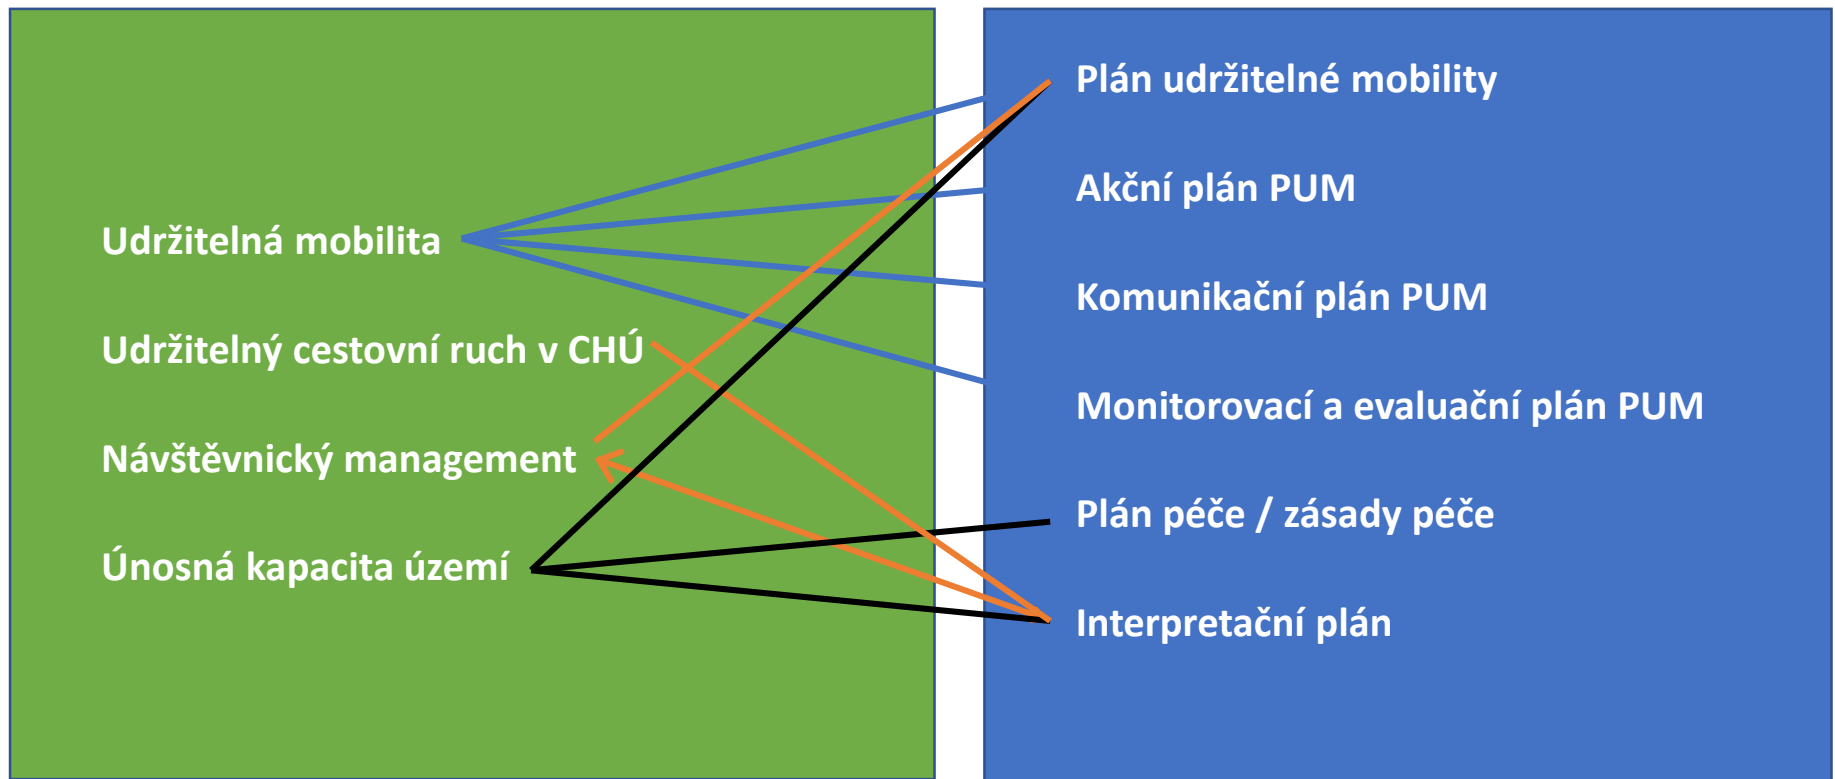 Udržitelná mobilita
Udržitelný cestovní ruch v CHÚ
Návštěvnický management
Únosná kapacita území
Plán udržitelné mobility
Akční plán PUM
Komunikační plán PUM
Monitorovací a evaluační plán PUM
Plán péče / zásady péče
Interpretační plán